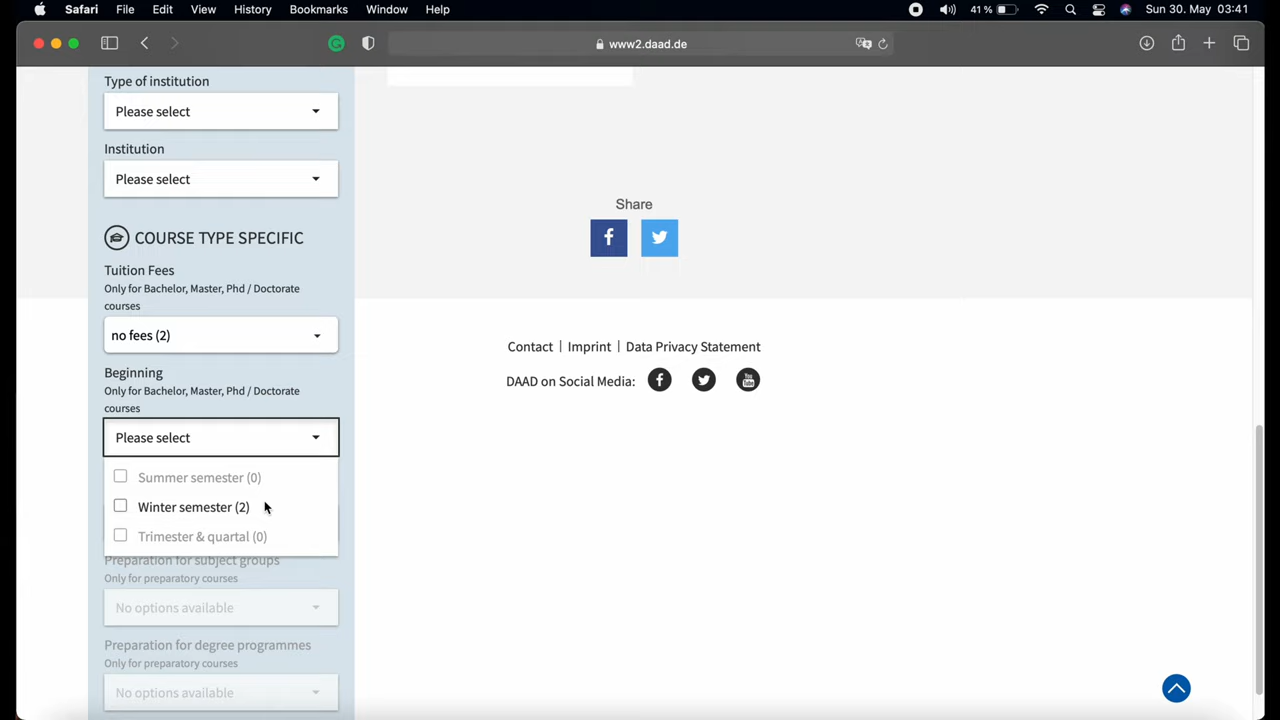 Safari File Edit View History Bookmarks Window Help 41% Sun 30. May 03:41
www2.daad.de
Type of institution
Please select
Institution
Please select
Share
COURSE TYPE SPECIFIC
Tuition Fees
Only for Bachelor, Master, Phd / Doctorate
courses
no fees (2)
Contact | Imprint | Data Privacy Statement
Beginning
DAAD on Social Media:
You
Tube
Only for Bachelor, Master, Phd / Doctorate
courses
Please select
Summer semester (0)
Winter semester (2)
Trimester & quartal (0)
Preparation for subject groups
Only for preparatory courses
No options available
Preparation for degree programmes
Only for preparatory courses
No options available